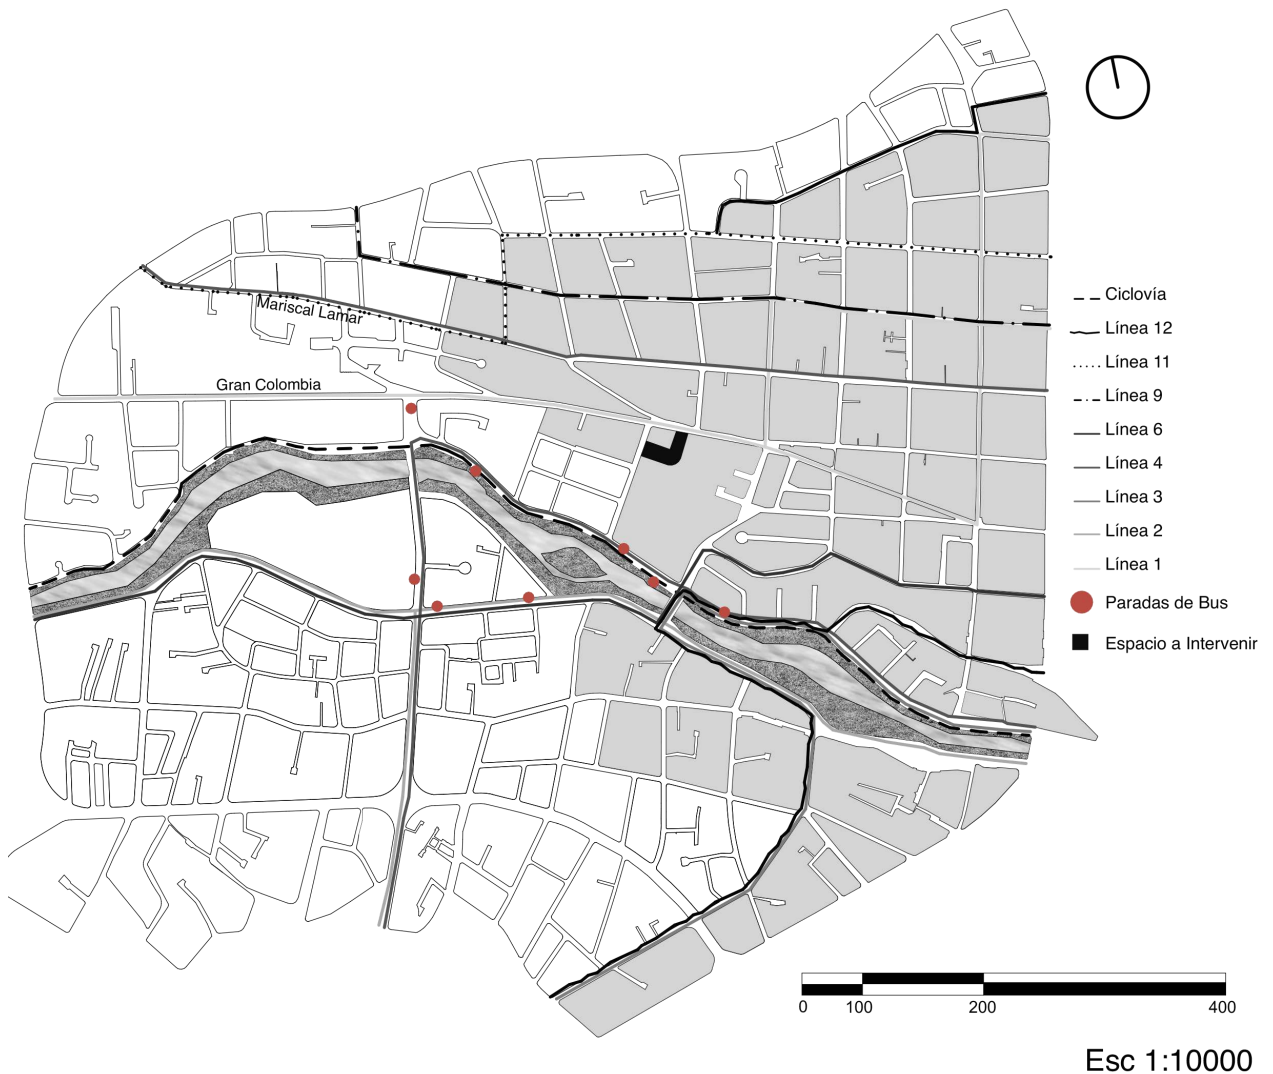 Mariscal Lamar
Gran Colombia
Ciclovía
Línea 12
Línea 11
Línea 9
Línea 6
Línea 4
Línea 3
Línea 2
Línea 1
Paradas de Bus
Espacio a Intervenir
0 100 200 400
Esc 1:10000